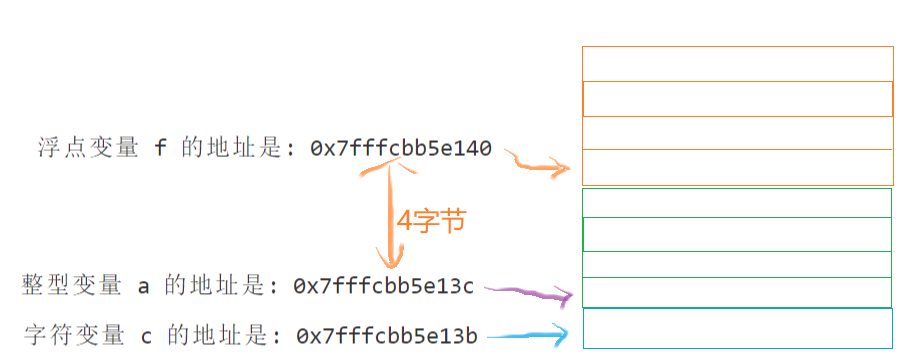 浮点变量 f 的地址是: 0x7fffcbb5e140
4字节
整型变量 a 的地址是: 0x7fffcbb5e13c
字符变量 c 的地址是: 0x7fffcbb5e13b